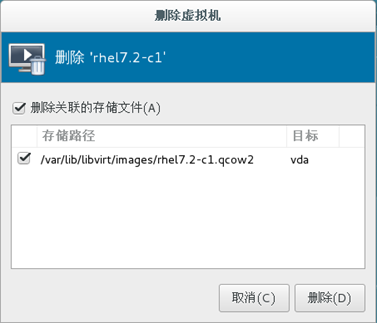 删除虚拟机
删除 'rhel7.2-c1'
删除关联的存储文件(A)
存储路径 目标
/var/lib/libvirt/images/rhel7.2-c1.qcow2 vda
取消(C) 删除(D)